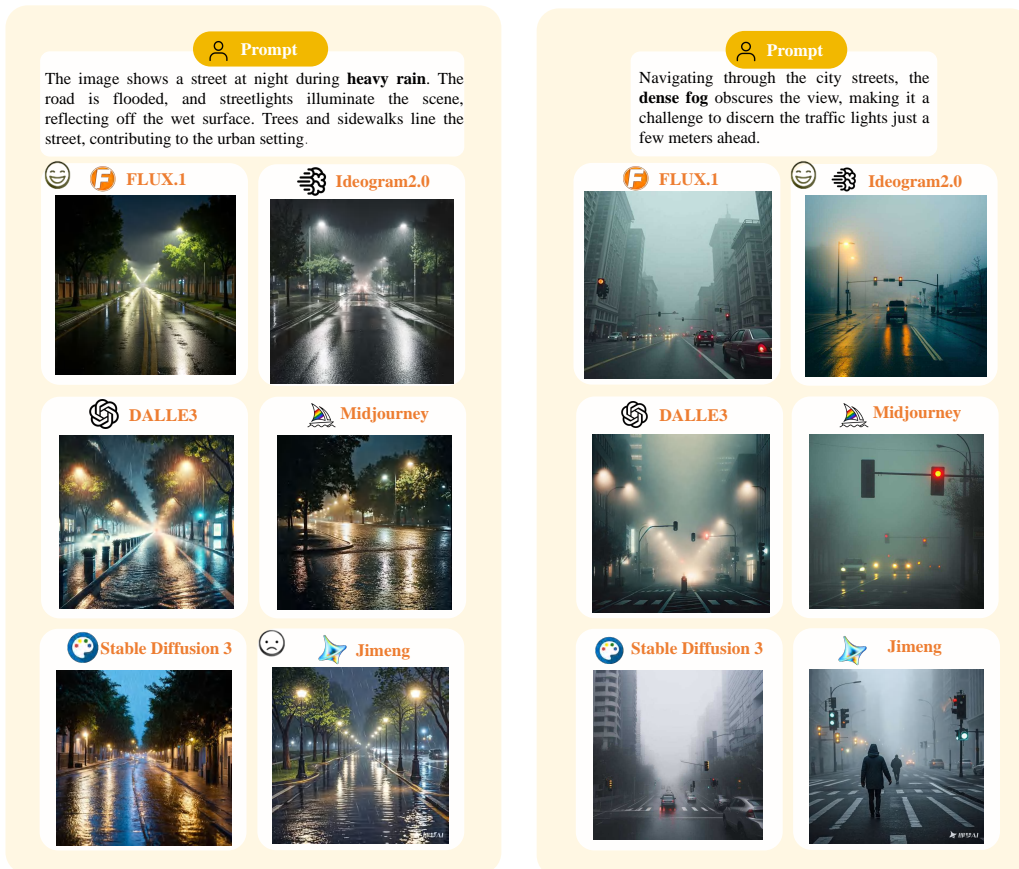 Prompt
The image shows a street at night during heavy rain. The
road is flooded, and streetlights illuminate the scene,
reflecting off the wet surface. Trees and sidewalks line the
street, contributing to the urban setting.
FLUX.1
Ideogram2.0
DALLE3
Midjourney
Stable Diffusion 3
Jimeng
Prompt
Navigating through the city streets, the
dense fog obscures the view, making it a
challenge to discern the traffic lights just a
few meters ahead.
FLUX.1
Ideogram2.0
DALLE3
Midjourney
Stable Diffusion 3
Jimeng